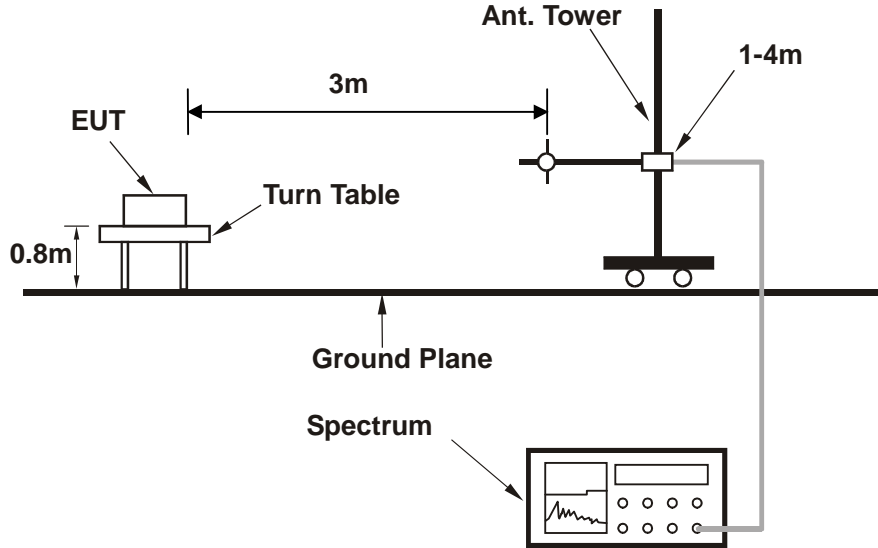 Ant. Tower
1-4m
3m
EUT
Turn Table
0.8m
Ground Plane
Spectrum